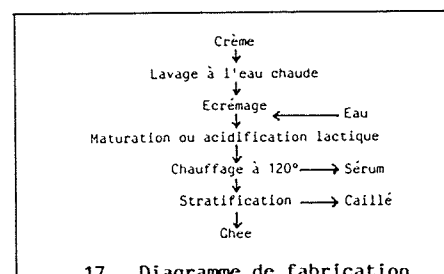 Crème
Lavage à l'eau chaude
Ecrémage
Eau
Maturation ou acidification lactique
Chauffage à 120° Sérum
Stratification Caillé
Ghee
17 Diagramme de fabrication